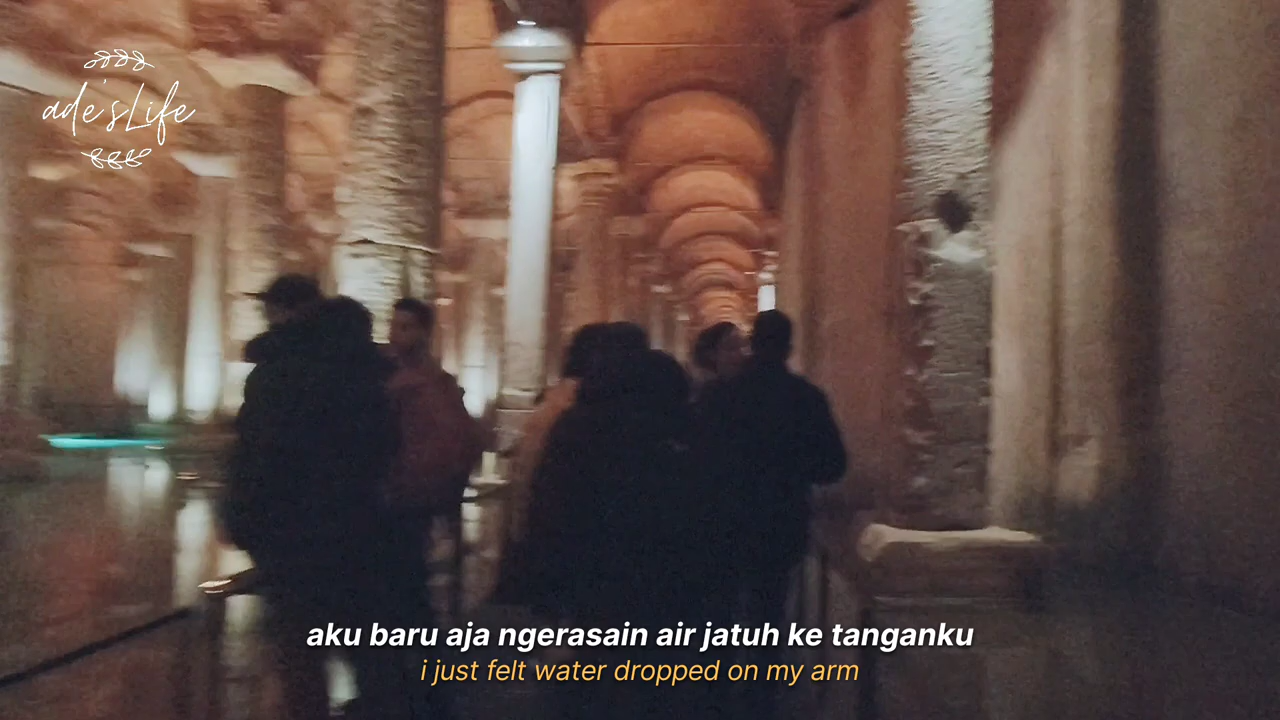 ade'sLife
aku baru aja ngerasain air jatuh ke tanganku
i just felt water dropped on my arm